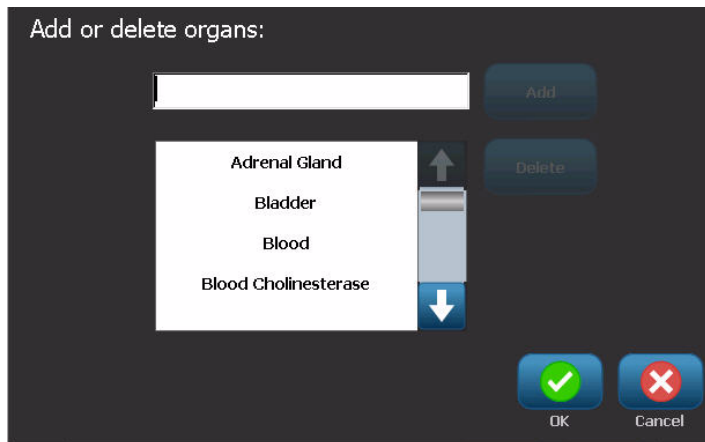 Add or delete organs:
Add
Adrenal Gland
Delete
Bladder
Blood
Blood Cholinesterase
OK
Cancel